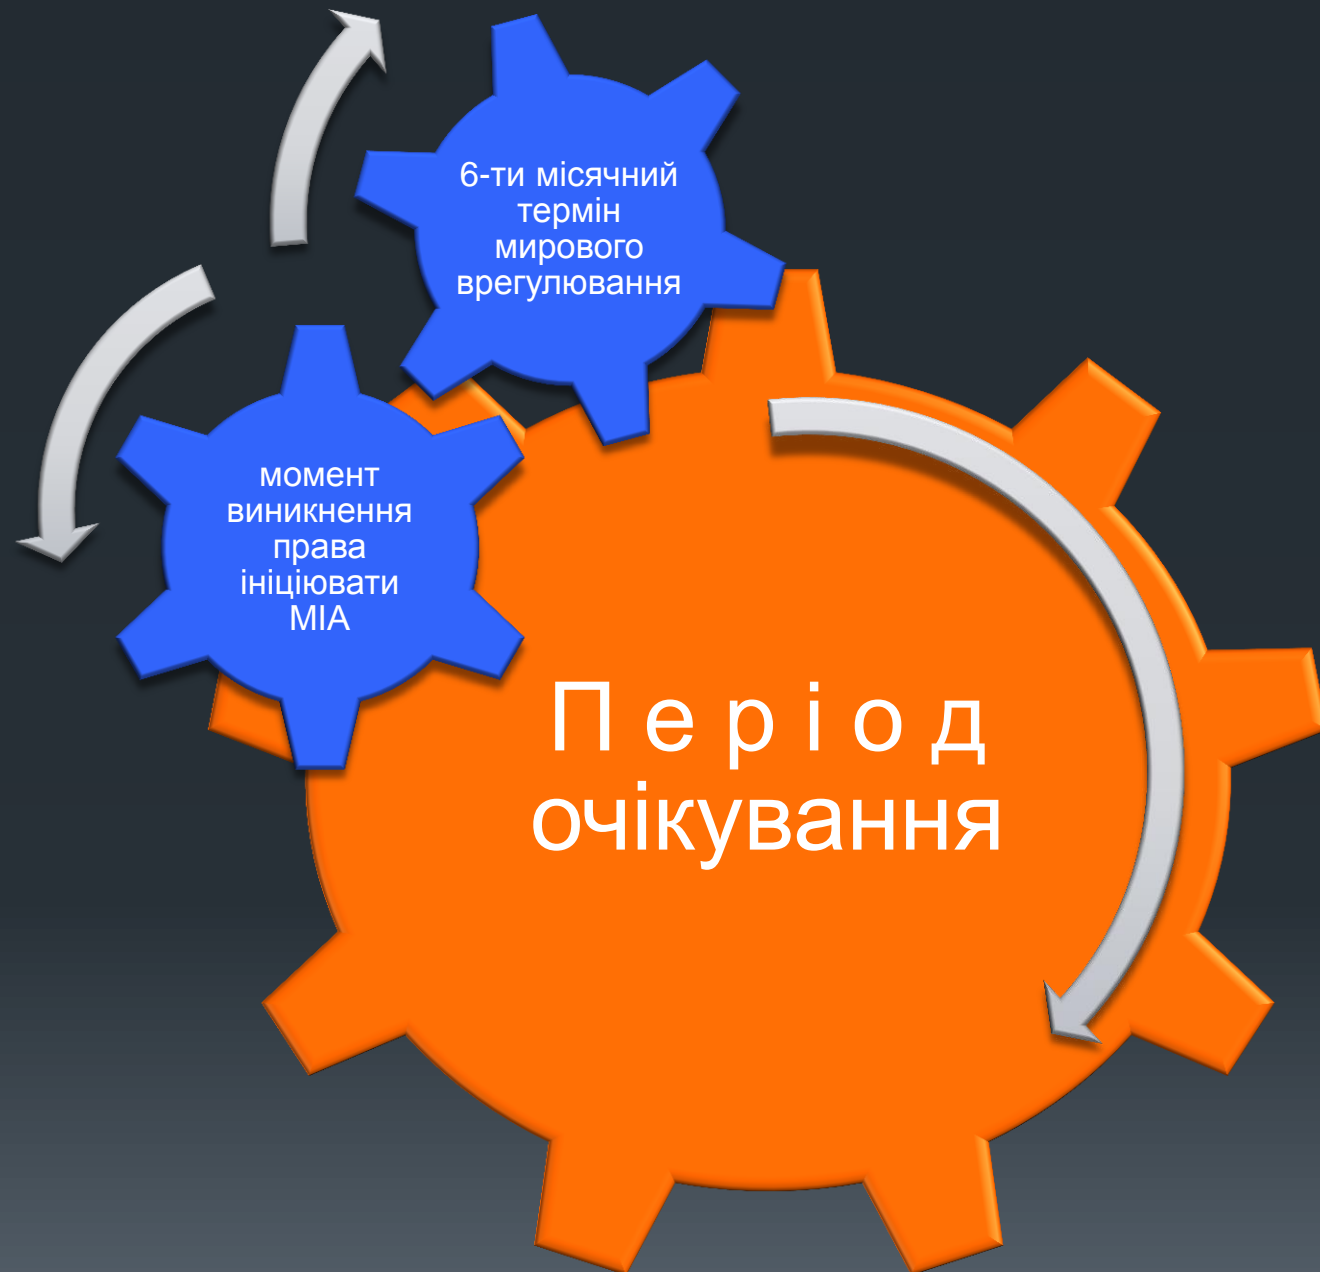 6-ти місячний
термін
мирового
врегулювання
момент
виникнення
права
ініціювати
МІА
П е р і о д
очікування